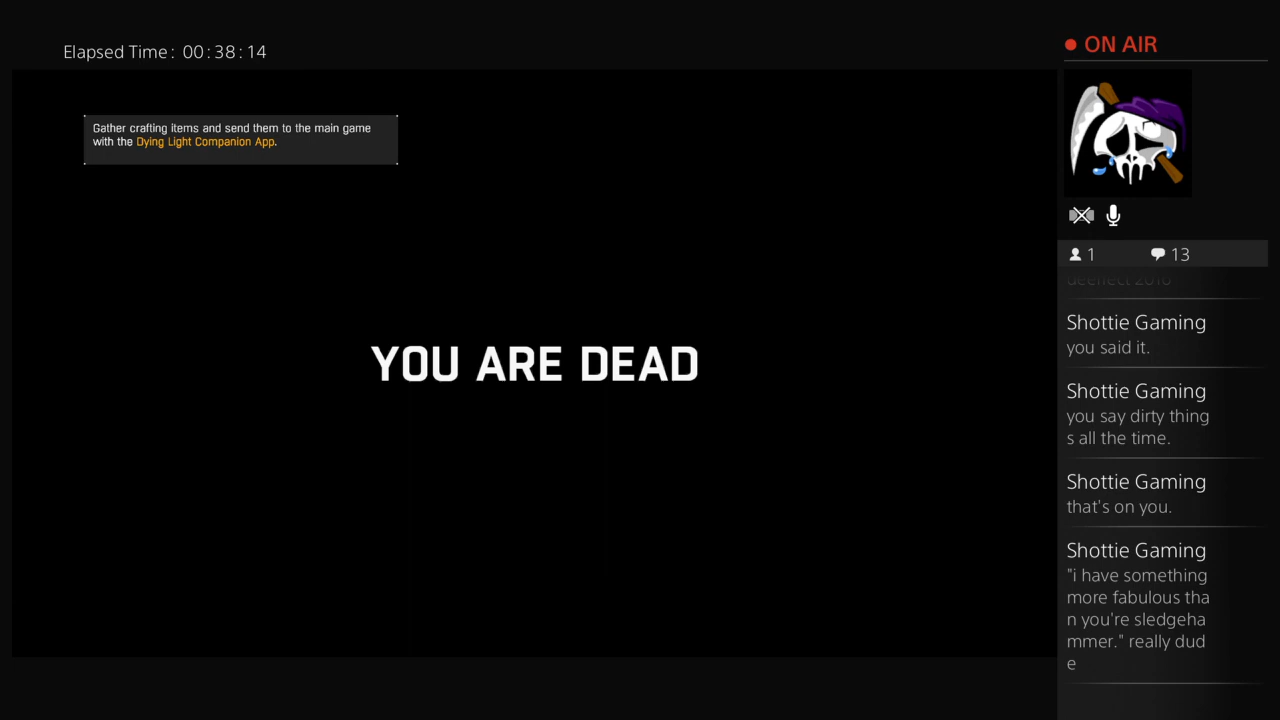 Elapsed Time: 00:38:14
ON AIR
Gather crafting items and send them to the main game
with the Dying Light Companion App.
1 13
Shottie Gaming
you said it.
Shottie Gaming
you say dirty thing
s all the time.
YOU ARE DEAD
Shottie Gaming
that's on you.
Shottie Gaming
"i have something
more fabulous tha
n you're sledgeha
mmer." really dud
e